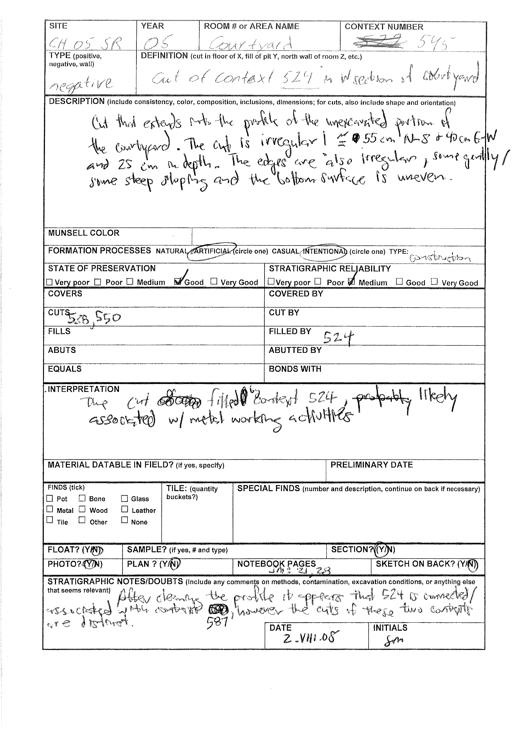 SITE YEAR ROOM # or AREA NAME CONTEXT NUMBER
CH 05 SR 05 Courtyard 545
TYPE (positive, negative, wall) DEFINITION (cut in floor of X, fill of pit Y, north wall of room Z, etc.)
negative Cut of context 524 in W section of courtyard
DESCRIPTION (include consistency, color, composition, inclusions, dimensions; for cuts, also include shape and orientation)
Cut that extends into the profile of the unexcavated portion of
the courtyard. The cut is irregular 55 cm N-S + 40 cm E-W
and 25 cm in depth. The edges are also irregular, some gently/
some steep sloping and the bottom surface is uneven.
MUNSELL COLOR
FORMATION PROCESSES NATURAL/ARTIFICIAL (circle one) CASUAL/INTENTIONAL (circle one) TYPE: construction
STATE OF PRESERVATION STRATIGRAPHIC RELIABILITY
Very poor Poor Medium Good Very Good Very poor Poor Medium Good Very Good
COVERS COVERED BY
CUTS 528, 550 CUT BY
FILLS FILLED BY 524
ABUTS ABUTTED BY
EQUALS BONDS WITH
INTERPRETATION
The cut filled by context 524, probably likely
associated w/ metal working activities
MATERIAL DATABLE IN FIELD? (if yes, specify) PRELIMINARY DATE
FINDS (tick) TILE: (quantity buckets?) SPECIAL FINDS (number and description, continue on back if necessary)
Pot Bone Glass
Metal Wood Leather
Tile Other None
FLOAT? (Y/N) SAMPLE? (if yes, # and type) SECTION? (Y/N)
PHOTO? (Y/N) PLAN ? (Y/N) NOTEBOOK PAGES SM: 21, 28 SKETCH ON BACK? (Y/N)
STRATIGRAPHIC NOTES/DOUBTS (Include any comments on methods, contamination, excavation conditions, or anything else that seems relevant)
After cleaning the profile it appears that 524 is connected/
associated with context 587, however the cuts of these two contexts
are distinct.
DATE INITIALS
2.VIII.05 SM